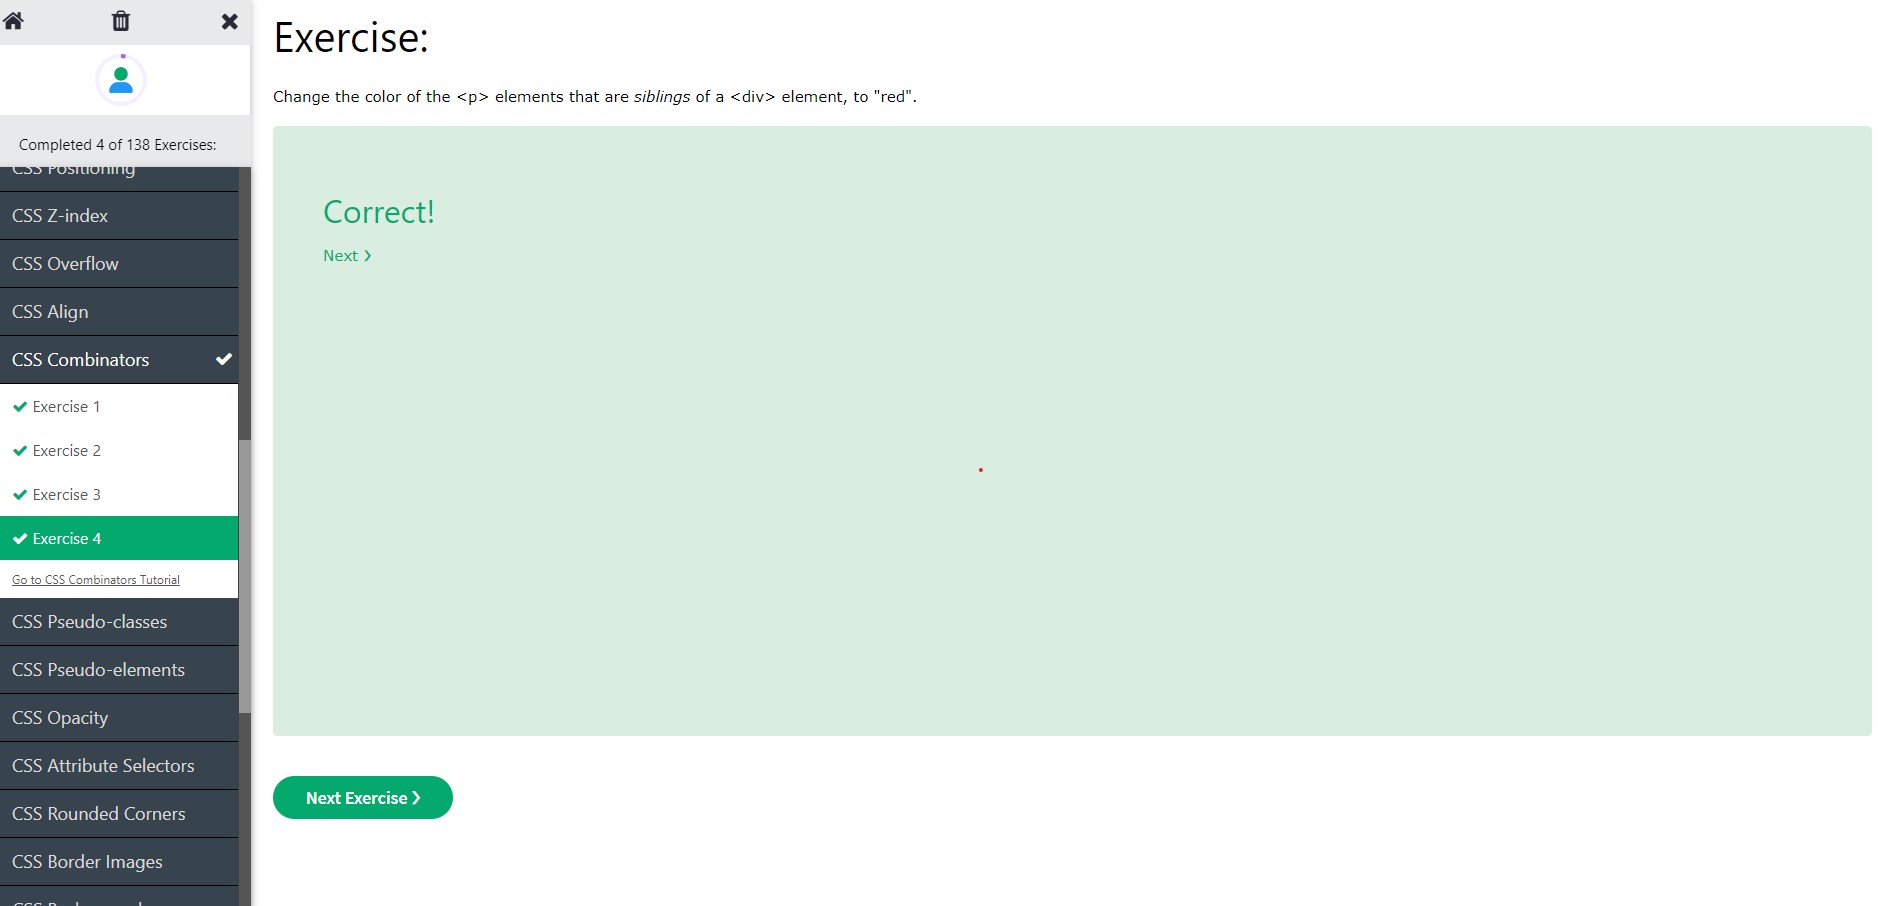 Completed 4 of 138 Exercises:
CSS Positioning
CSS Z-index
CSS Overflow
CSS Align
CSS Combinators
Exercise 1
Exercise 2
Exercise 3
Exercise 4
Go to CSS Combinators Tutorial
CSS Pseudo-classes
CSS Pseudo-elements
CSS Opacity
CSS Attribute Selectors
CSS Rounded Corners
CSS Border Images
Exercise:
Change the color of the <p> elements that are siblings of a <div> element, to "red".
Correct!
Next ❯
Next Exercise ❯